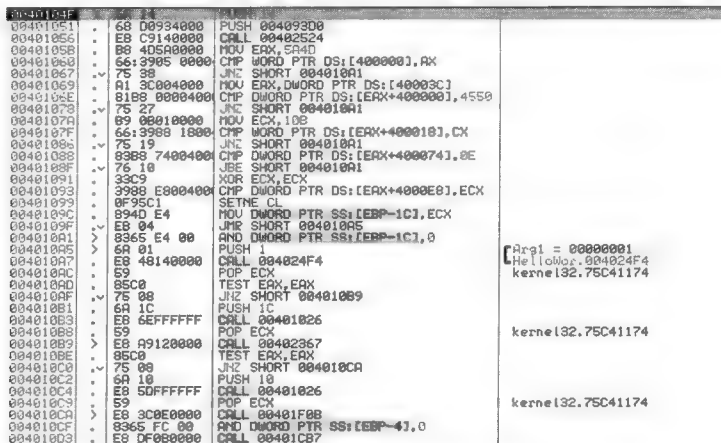 0040104F . 6A 14 PUSH 14
00401051 . 68 D0934000 PUSH 004093D0
00401056 . E8 C9140000 CALL 00402524
0040105B . B8 4D5A0000 MOV EAX,5A4D
00401060 . 66:3905 0000 CMP WORD PTR DS:[400000],AX
00401067 .v 75 38 JNZ SHORT 004010A1
00401069 . A1 3C004000 MOV EAX,DWORD PTR DS:[40003C]
0040106E . 81B8 00004000 CMP DWORD PTR DS:[EAX+400000],4550
00401078 .v 75 27 JNZ SHORT 004010A1
0040107A . B9 0B010000 MOV ECX,10B
0040107F . 66:3988 1800 CMP WORD PTR DS:[EAX+400018],CX
00401086 .v 75 19 JNZ SHORT 004010A1
00401088 . 83B8 74004000 CMP DWORD PTR DS:[EAX+400074],0E
0040108F .v 76 10 JBE SHORT 004010A1
00401091 . 33C9 XOR ECX,ECX
00401093 . 3988 E8004000 CMP DWORD PTR DS:[EAX+4000E8],ECX
00401099 . 0F95C1 SETNE CL
0040109C . 894D E4 MOV DWORD PTR SS:[EBP-1C],ECX
0040109F .v EB 04 JMP SHORT 004010A5
004010A1 > 8365 E4 00 AND DWORD PTR SS:[EBP-1C],0
004010A5 > 6A 01 PUSH 1 Arg1 = 00000001
004010A7 . E8 48140000 CALL 004024F4 HelloWor.004024F4
004010AC . 59 POP ECX kernel32.75C41174
004010AD . 85C0 TEST EAX,EAX
004010AF .v 75 08 JNZ SHORT 004010B9
004010B1 . 6A 1C PUSH 1C
004010B3 . E8 6EFFFFFF CALL 00401026
004010B8 . 59 POP ECX kernel32.75C41174
004010B9 > E8 A9120000 CALL 00402367
004010BE . 85C0 TEST EAX,EAX
004010C0 .v 75 08 JNZ SHORT 004010CA
004010C2 . 6A 10 PUSH 10
004010C4 . E8 5DFFFFFF CALL 00401026
004010C9 . 59 POP ECX kernel32.75C41174
004010CA > E8 3C0E0000 CALL 00401F0B
004010CF . 8365 FC 00 AND DWORD PTR SS:[EBP-4],0
004010D3 . E8 DF0B0000 CALL 00401CB7